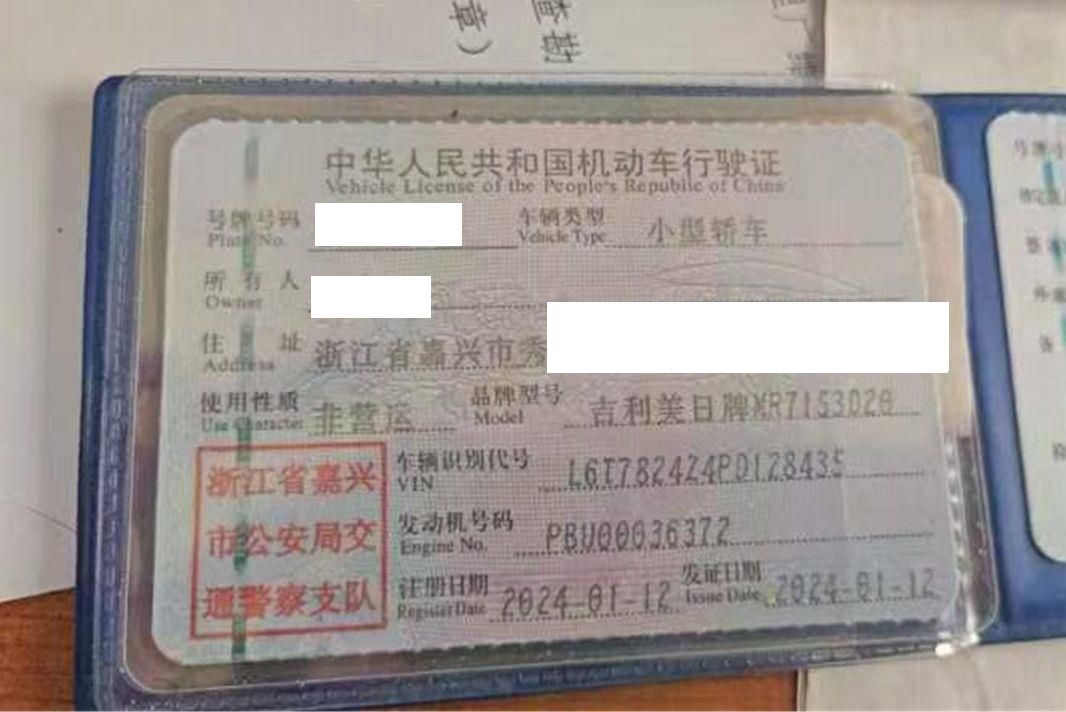 章）
中华人民共和国机动车行驶证
Vehicle License of the People's Republic of China
号牌号码 车辆类型 小型轿车
Plate No. Vehicle Type
所有人
Owner
住址 浙江省嘉兴市秀
Address
使用性质 非营运 品牌型号 吉利美日牌MR7153D20
Use Character Model
浙江省嘉兴
市公安局交
通警察支队
车辆识别代号 L6T7824Z4PD128435
VIN
发动机号码 PBU00036372
Engine No.
注册日期 2024-01-12 发证日期 2024-01-12
Register Date Issue Date